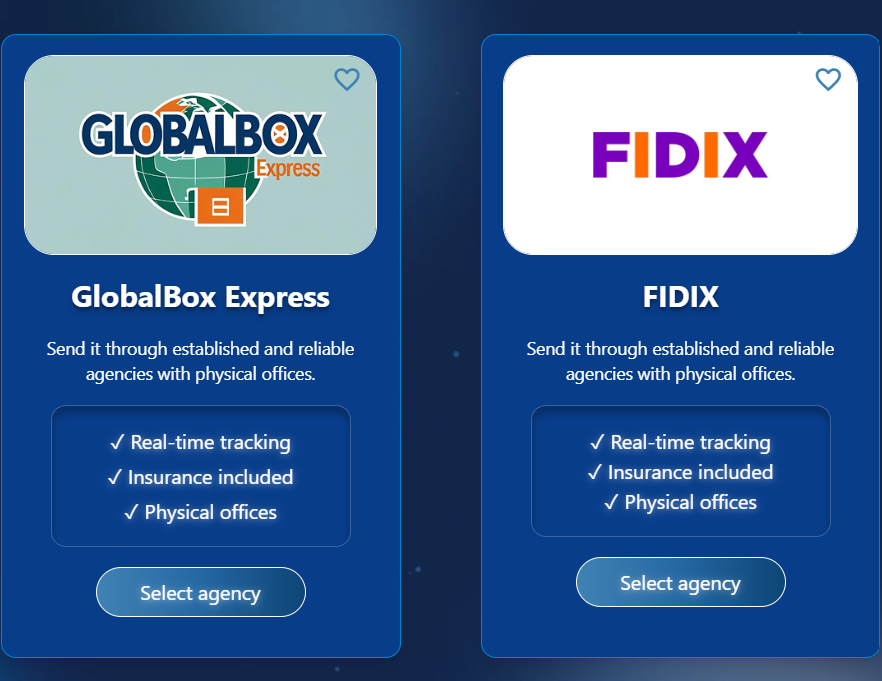 GLOBALBOX
Express
GlobalBox Express
Send it through established and reliable
agencies with physical offices.
✓ Real-time tracking
✓ Insurance included
✓ Physical offices
Select agency
FIDIX
FIDIX
Send it through established and reliable
agencies with physical offices.
✓ Real-time tracking
✓ Insurance included
✓ Physical offices
Select agency